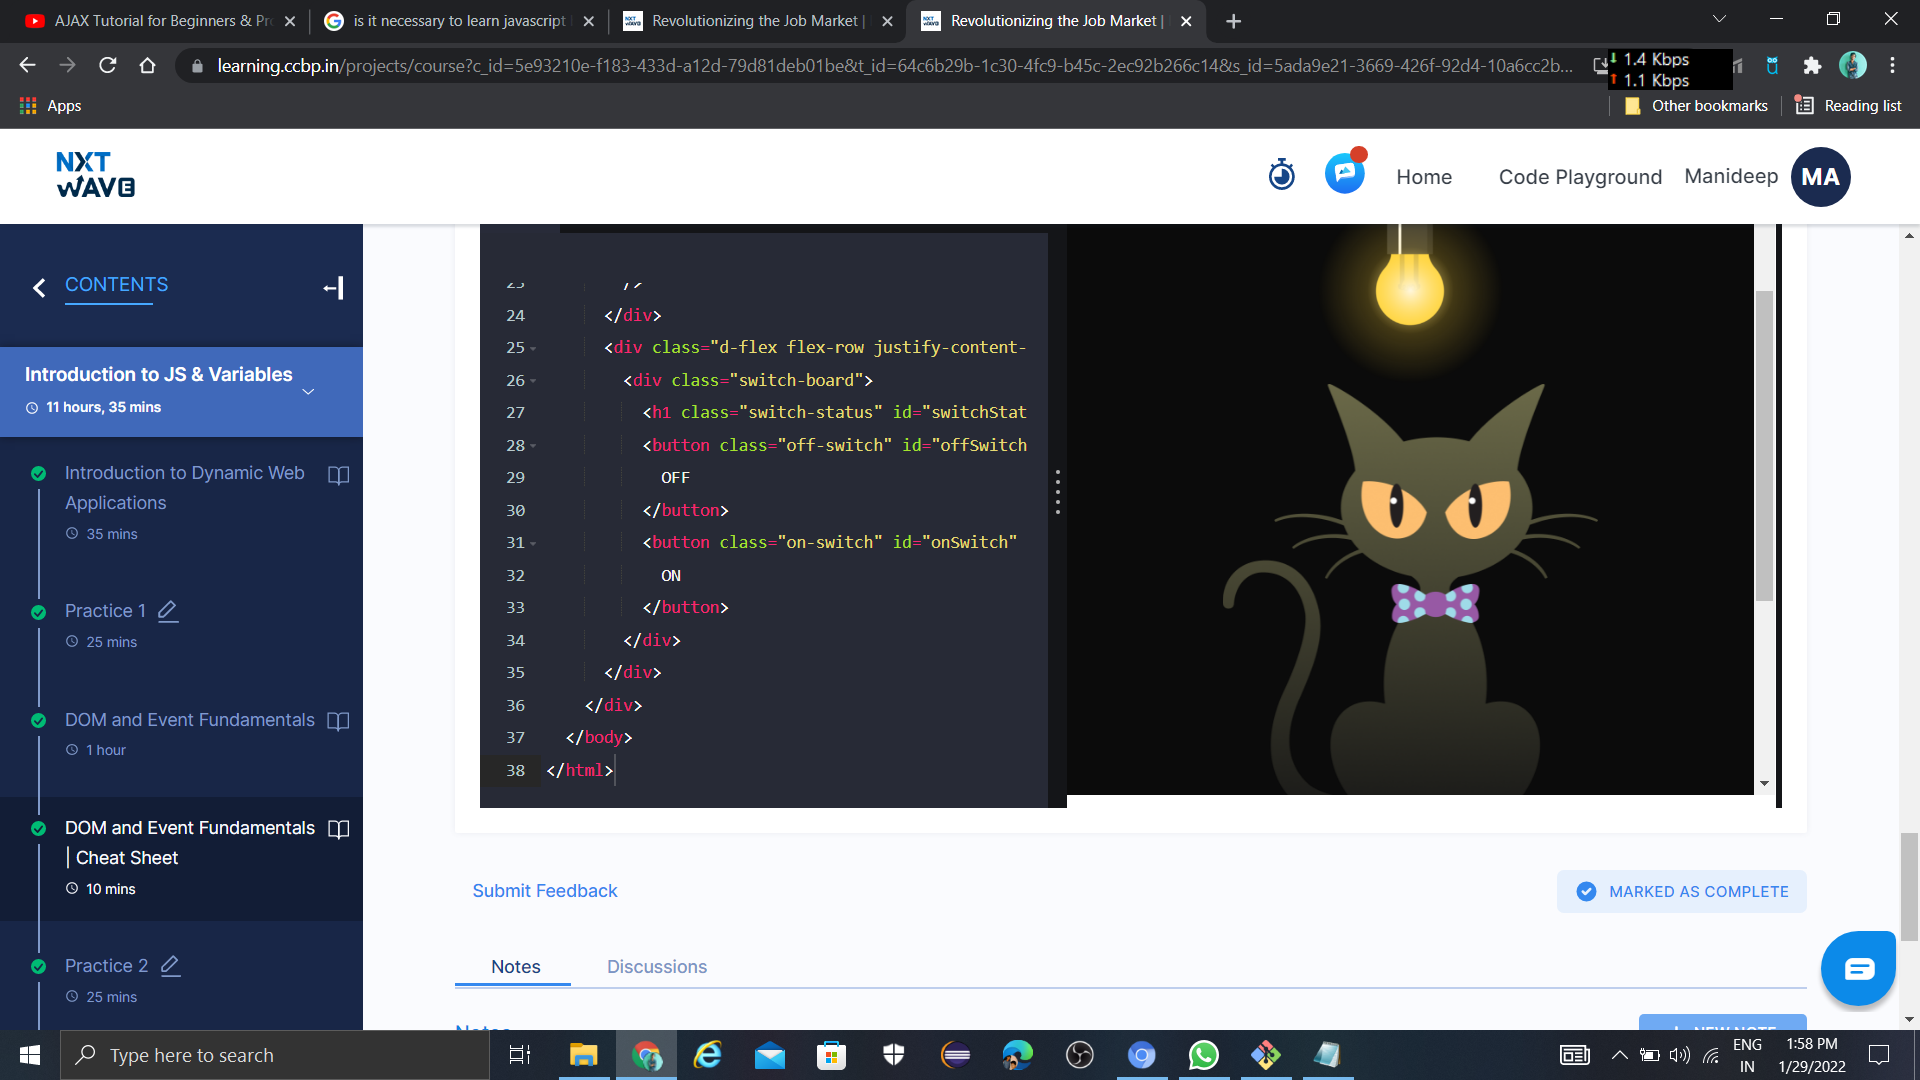 AJAX Tutorial for Beginners & Pr
is it necessary to learn javascript
Revolutionizing the Job Market |
Revolutionizing the Job Market |
learning.ccbp.in/projects/course?c_id=5e93210e-f183-433d-a12d-79d81deb01be&t_id=64c6b29b-1c30-4fc9-b45c-2ec92b266c14&s_id=5ada9e21-3669-426f-92d4-10a6cc2b...
1.4 Kbps
1.1 Kbps
Apps
Other bookmarks
Reading list
NXT
WAVE
Home
Code Playground
Manideep
MA
CONTENTS
Introduction to JS & Variables
11 hours, 35 mins
Introduction to Dynamic Web
Applications
35 mins
Practice 1
25 mins
DOM and Event Fundamentals
1 hour
DOM and Event Fundamentals
| Cheat Sheet
10 mins
Practice 2
25 mins
23 />
24 </div>
25 <div class="d-flex flex-row justify-content-
26 <div class="switch-board">
27 <h1 class="switch-status" id="switchStat
28 <button class="off-switch" id="offSwitch
29 OFF
30 </button>
31 <button class="on-switch" id="onSwitch"
32 ON
33 </button>
34 </div>
35 </div>
36 </div>
37 </body>
38 </html>
Submit Feedback
MARKED AS COMPLETE
Notes
Discussions
Notes
NEW NOTE
Type here to search
ENG
IN
1:58 PM
1/29/2022